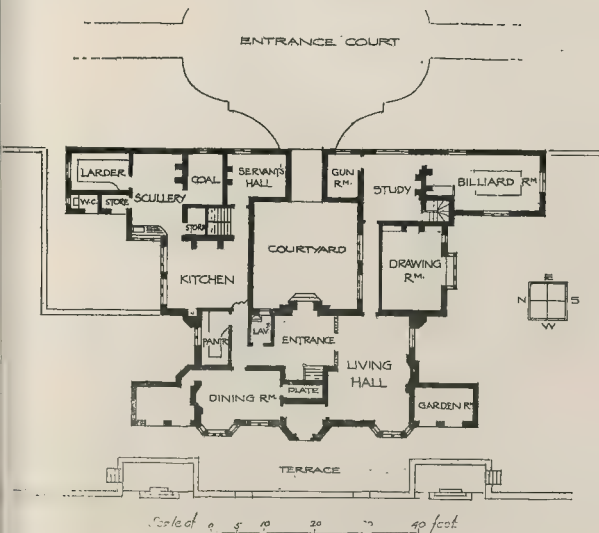 ENTRANCE COURT
LARDER
W.C.
STORE
SCULLERY
COAL
STORE
SERVANTS
HALL
GUN
RM.
STUDY
BILLIARD RM
COURTYARD
KITCHEN
DRAWING
RM.
E
N S
W
PANTRY
LAV.
ENTRANCE
LIVING
HALL
DINING RM.
PLATE
GARDEN RM
TERRACE
Scale of 0 5 10 20 30 40 feet